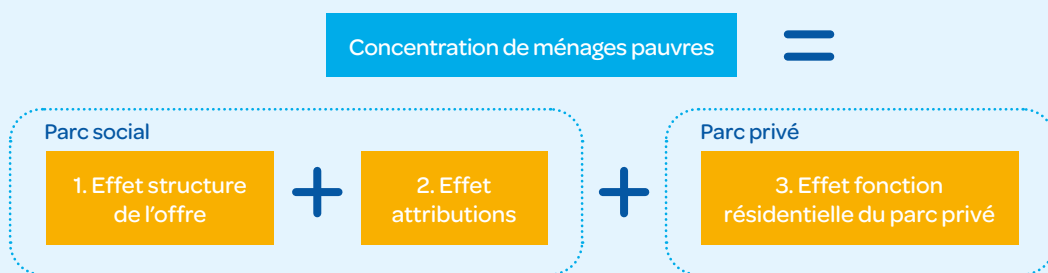 Concentration de ménages pauvres =
Parc social
1. Effet structure
de l'offre
+
2. Effet
attributions
+
Parc privé
3. Effet fonction
résidentielle du parc privé